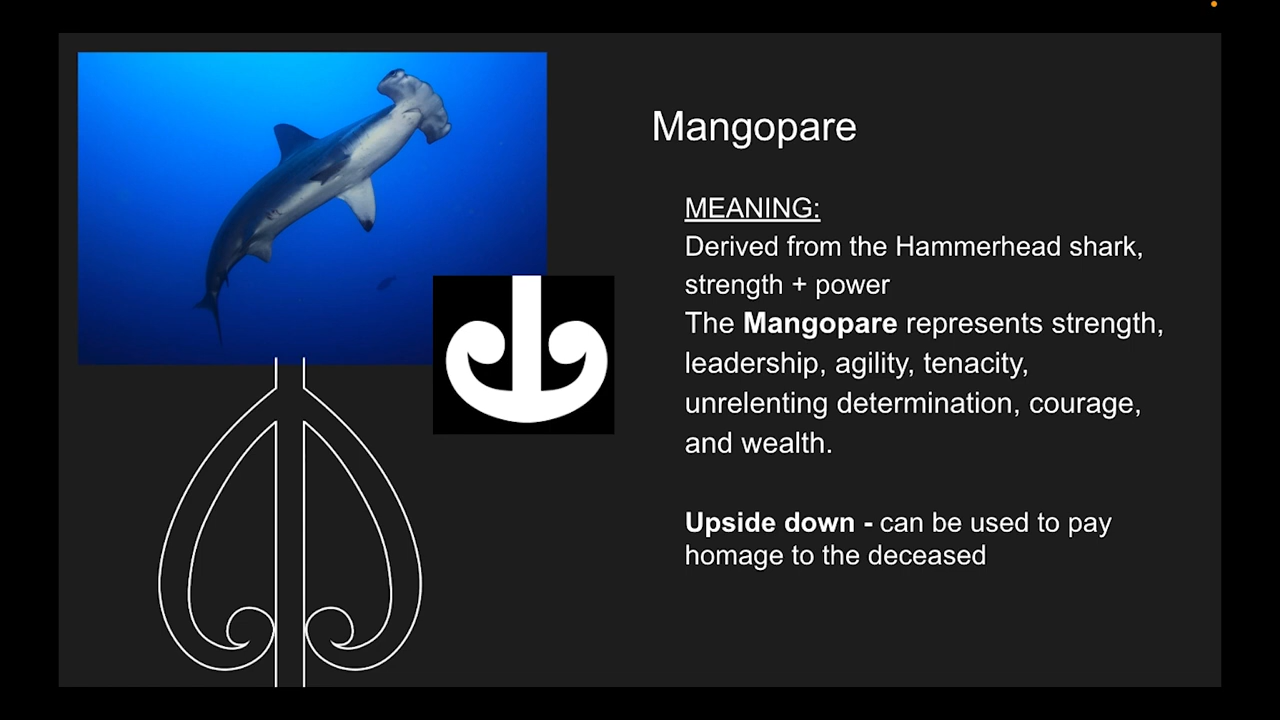 Mangopare
MEANING:
Derived from the Hammerhead shark,
strength + power
The Mangopare represents strength,
leadership, agility, tenacity,
unrelenting determination, courage,
and wealth.
Upside down - can be used to pay
homage to the deceased